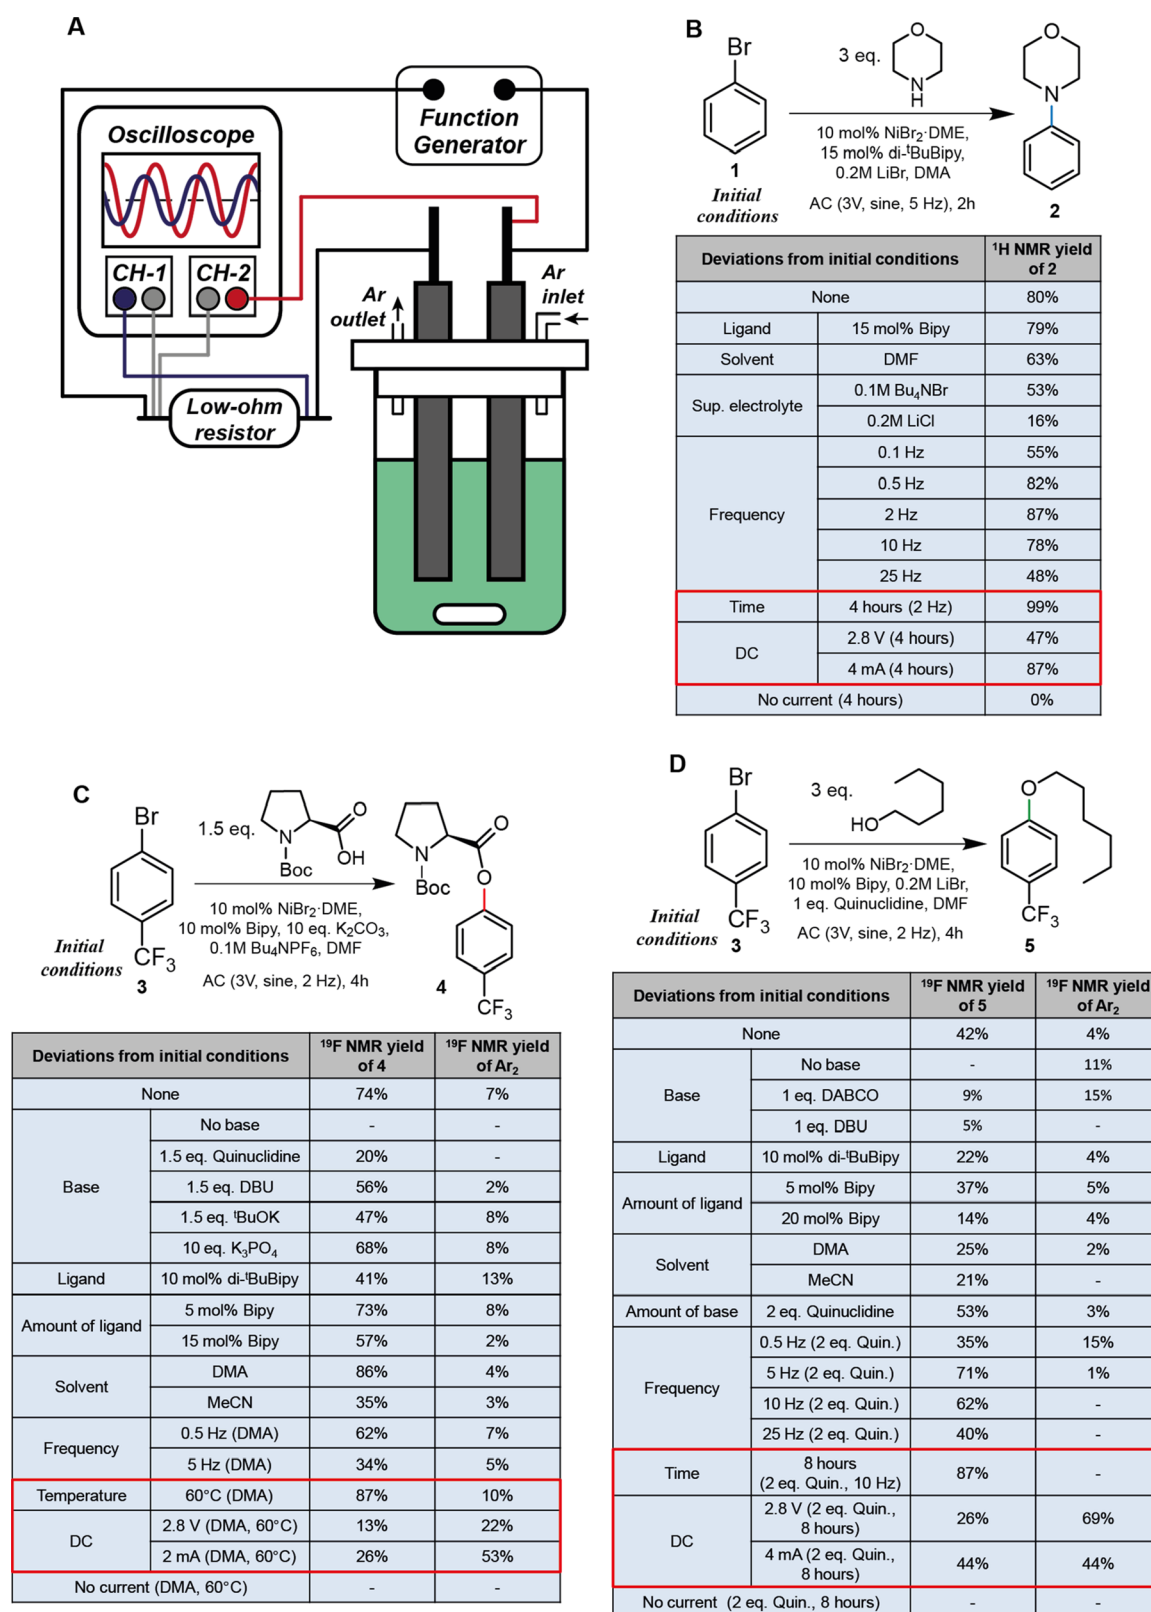 A
Oscilloscope
CH-1 CH-2
Function
Generator
Ar
outlet
Ar
inlet
Low-ohm
resistor
B
Br
1
Initial
conditions
3 eq.
O
N
H
10 mol% NiBr₂·DME,
15 mol% di-ᵗBuBipy,
0.2M LiBr, DMA
AC (3V, sine, 5 Hz), 2h
O
N
2
Deviations from initial conditions ¹H NMR yield of 2
None 80%
Ligand 15 mol% Bipy 79%
Solvent DMF 63%
Sup. electrolyte 0.1M Bu₄NBr 53%
0.2M LiCl 16%
Frequency 0.1 Hz 55%
0.5 Hz 82%
2 Hz 87%
10 Hz 78%
25 Hz 48%
Time 4 hours (2 Hz) 99%
DC 2.8 V (4 hours) 47%
4 mA (4 hours) 87%
No current (4 hours) 0%
C
Br
CF₃
3
Initial
conditions
1.5 eq.
N
Boc
O
OH
10 mol% NiBr₂·DME,
10 mol% Bipy, 10 eq. K₂CO₃,
0.1M Bu₄NPF₆, DMF
AC (3V, sine, 2 Hz), 4h
N
Boc
O
O
CF₃
4
Deviations from initial conditions ¹⁹F NMR yield of 4 ¹⁹F NMR yield of Ar₂
None 74% 7%
Base No base - -
1.5 eq. Quinuclidine 20% -
1.5 eq. DBU 56% 2%
1.5 eq. ᵗBuOK 47% 8%
10 eq. K₃PO₄ 68% 8%
Ligand 10 mol% di-ᵗBuBipy 41% 13%
Amount of ligand 5 mol% Bipy 73% 8%
15 mol% Bipy 57% 2%
Solvent DMA 86% 4%
MeCN 35% 3%
Frequency 0.5 Hz (DMA) 62% 7%
5 Hz (DMA) 34% 5%
Temperature 60°C (DMA) 87% 10%
DC 2.8 V (DMA, 60°C) 13% 22%
2 mA (DMA, 60°C) 26% 53%
No current (DMA, 60°C) - -
D
Br
CF₃
3
Initial
conditions
3 eq.
HO
10 mol% NiBr₂·DME,
10 mol% Bipy, 0.2M LiBr,
1 eq. Quinuclidine, DMF
AC (3V, sine, 2 Hz), 4h
O
CF₃
5
Deviations from initial conditions ¹⁹F NMR yield of 5 ¹⁹F NMR yield of Ar₂
None 42% 4%
Base No base - 11%
1 eq. DABCO 9% 15%
1 eq. DBU 5% -
Ligand 10 mol% di-ᵗBuBipy 22% 4%
Amount of ligand 5 mol% Bipy 37% 5%
20 mol% Bipy 14% 4%
Solvent DMA 25% 2%
MeCN 21% -
Amount of base 2 eq. Quinuclidine 53% 3%
Frequency 0.5 Hz (2 eq. Quin.) 35% 15%
5 Hz (2 eq. Quin.) 71% 1%
10 Hz (2 eq. Quin.) 62% -
25 Hz (2 eq. Quin.) 40% -
Time 8 hours (2 eq. Quin., 10 Hz) 87% -
DC 2.8 V (2 eq. Quin., 8 hours) 26% 69%
4 mA (2 eq. Quin., 8 hours) 44% 44%
No current (2 eq. Quin., 8 hours) - -